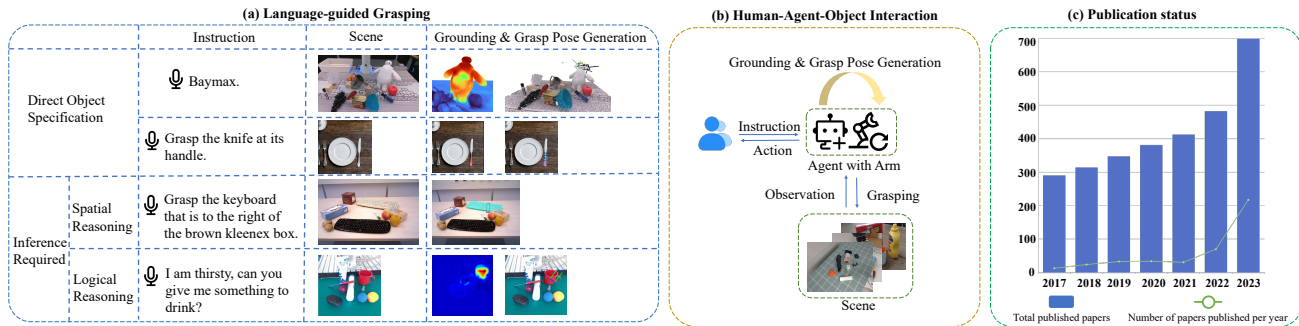 (a) Language-guided Grasping
Instruction
Scene
Grounding & Grasp Pose Generation
Direct Object
Specification
Baymax.
Grasp the knife at its
handle.
Inference
Required
Spatial
Reasoning
Grasp the keyboard
that is to the right of
the brown kleenex box.
Logical
Reasoning
I am thirsty, can you
give me something to
drink?
(b) Human-Agent-Object Interaction
Grounding & Grasp Pose Generation
Instruction
Action
Agent with Arm
Observation
Grasping
Scene
(c) Publication status
700
600
500
400
300
200
100
0
2017 2018 2019 2020 2021 2022 2023
Total published papers
Number of papers published per year